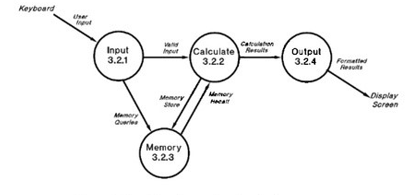 Keyboard
User
Input
Input
3.2.1
Valid
Input
Calculate
3.2.2
Calculation
Results
Output
3.2.4
Formatted
Results
Display
Screen
Memory
Queries
Memory
Store
Memory
Recall
Memory
3.2.3